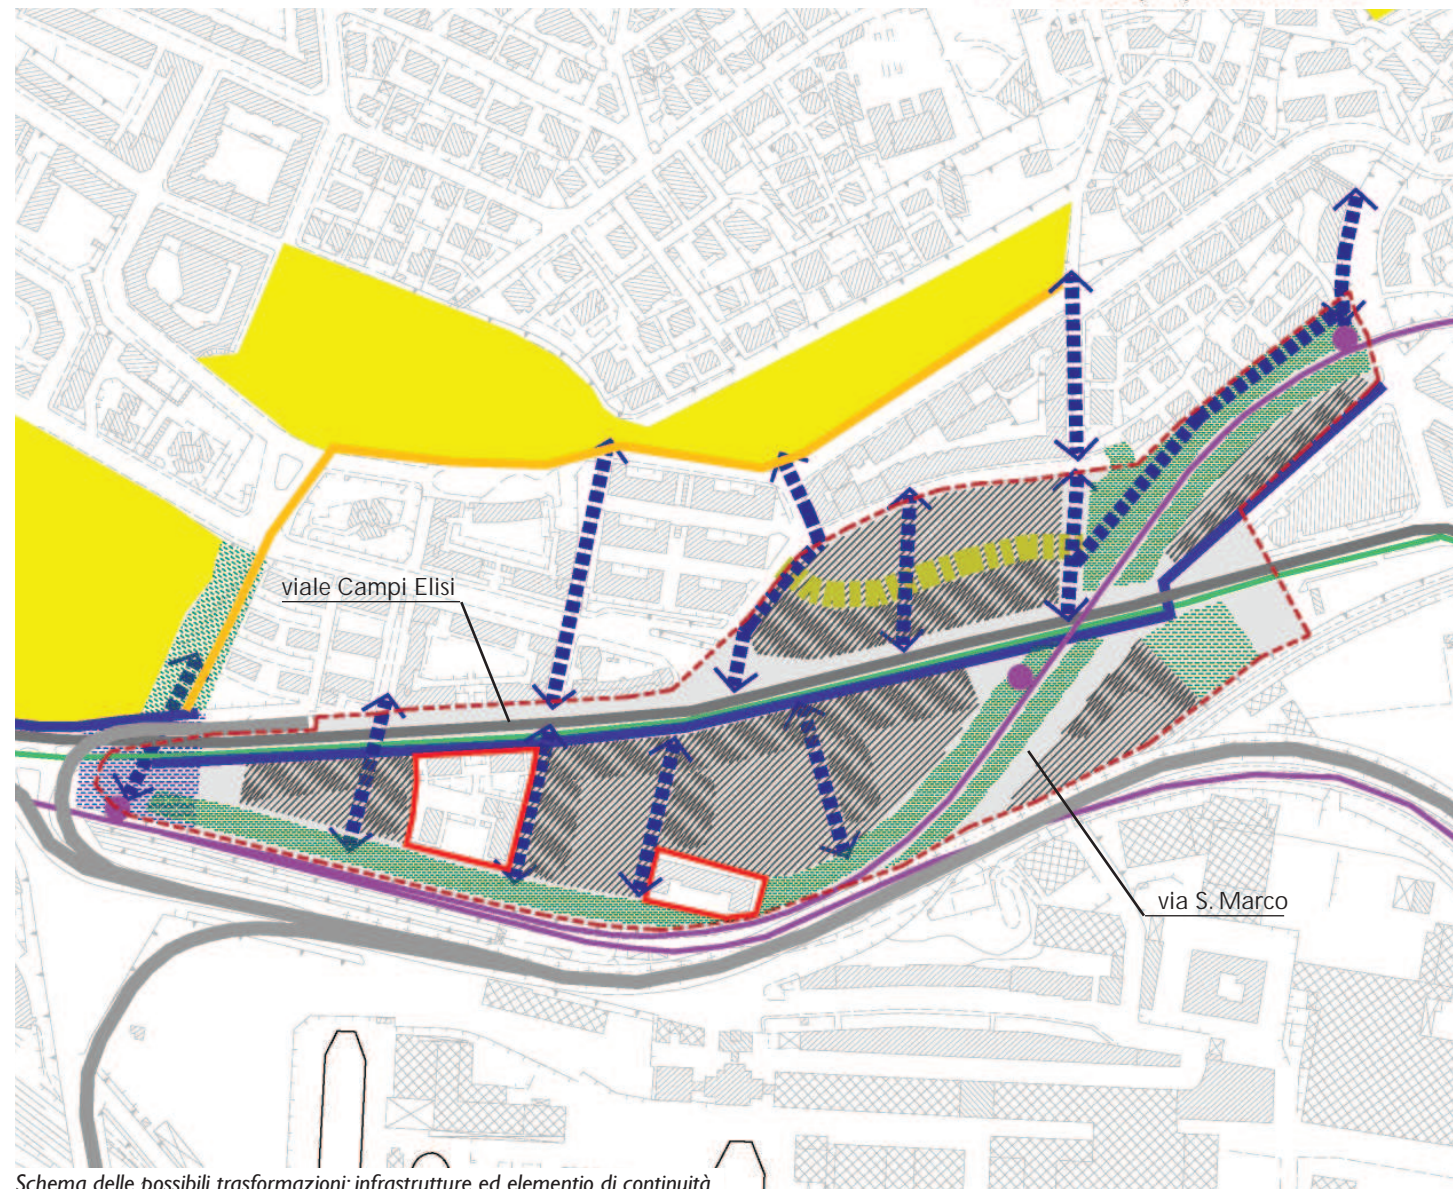 viale Campi Elisi
via S. Marco
Schema delle possibili trasformazioni: infrastrutture ed elementio di continuità